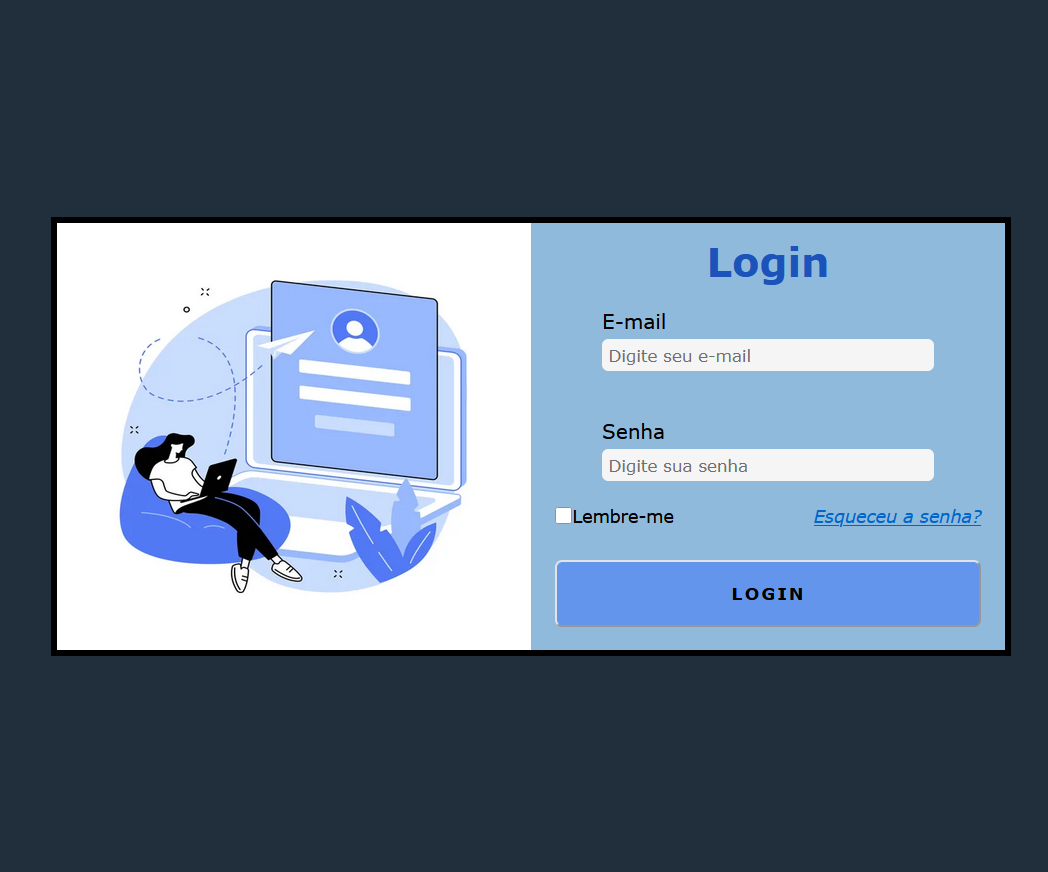 Login
E-mail
Digite seu e-mail
Senha
Digite sua senha
Lembre-me
Esqueceu a senha?
LOGIN